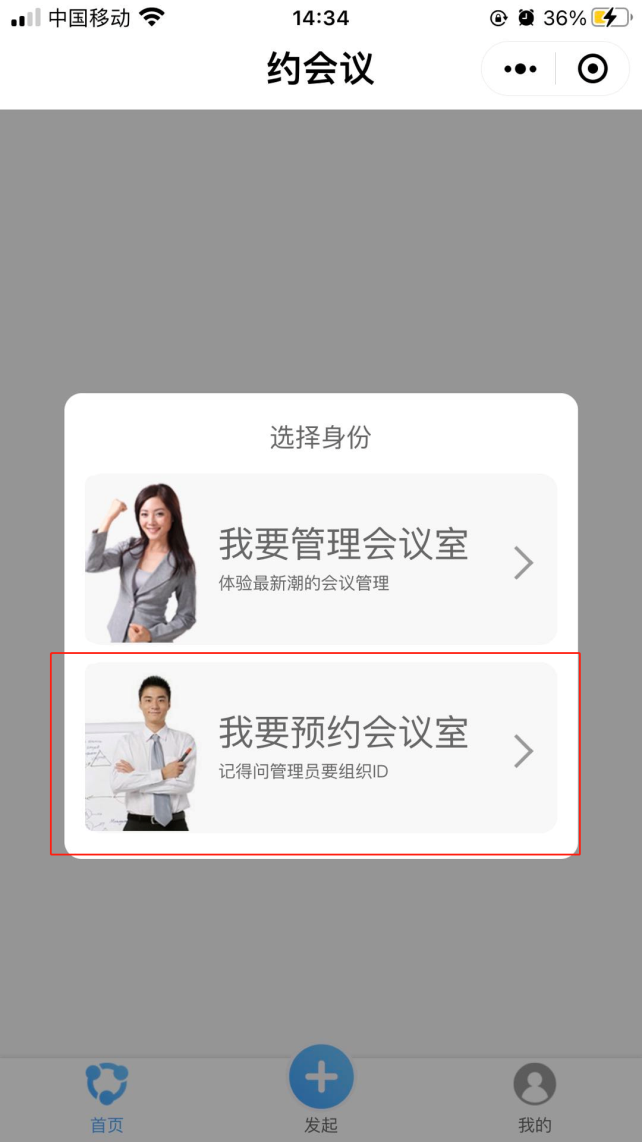 中国移动
14:34
36%
约会议
选择身份
我要管理会议室
体验最新潮的会议管理
我要预约会议室
记得问管理员要组织ID
首页
发起
我的